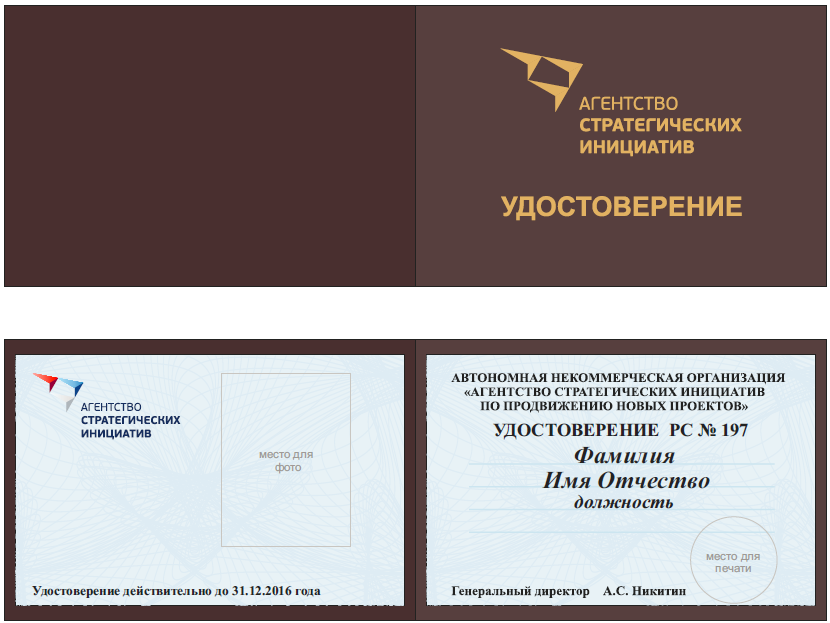 АГЕНТСТВО
СТРАТЕГИЧЕСКИХ
ИНИЦИАТИВ
УДОСТОВЕРЕНИЕ
АГЕНТСТВО
СТРАТЕГИЧЕСКИХ
ИНИЦИАТИВ
место для
фото
Удостоверение действительно до 31.12.2016 года
АВТОНОМНАЯ НЕКОММЕРЧЕСКАЯ ОРГАНИЗАЦИЯ
«АГЕНТСТВО СТРАТЕГИЧЕСКИХ ИНИЦИАТИВ
ПО ПРОДВИЖЕНИЮ НОВЫХ ПРОЕКТОВ»
УДОСТОВЕРЕНИЕ РС № 197
Фамилия
Имя Отчество
должность
место для
печати
Генеральный директор А.С. Никитин